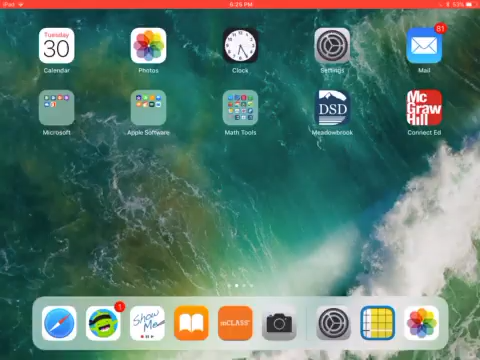 iPad 6:29 PM 53%
Tuesday
30
81
Calendar Photos Clock Settings Mail
DSD
Mc
Graw
Hill
Microsoft Apple Software Math Tools Meadowbrook Connect Ed
1
Show
Me
mCLASS